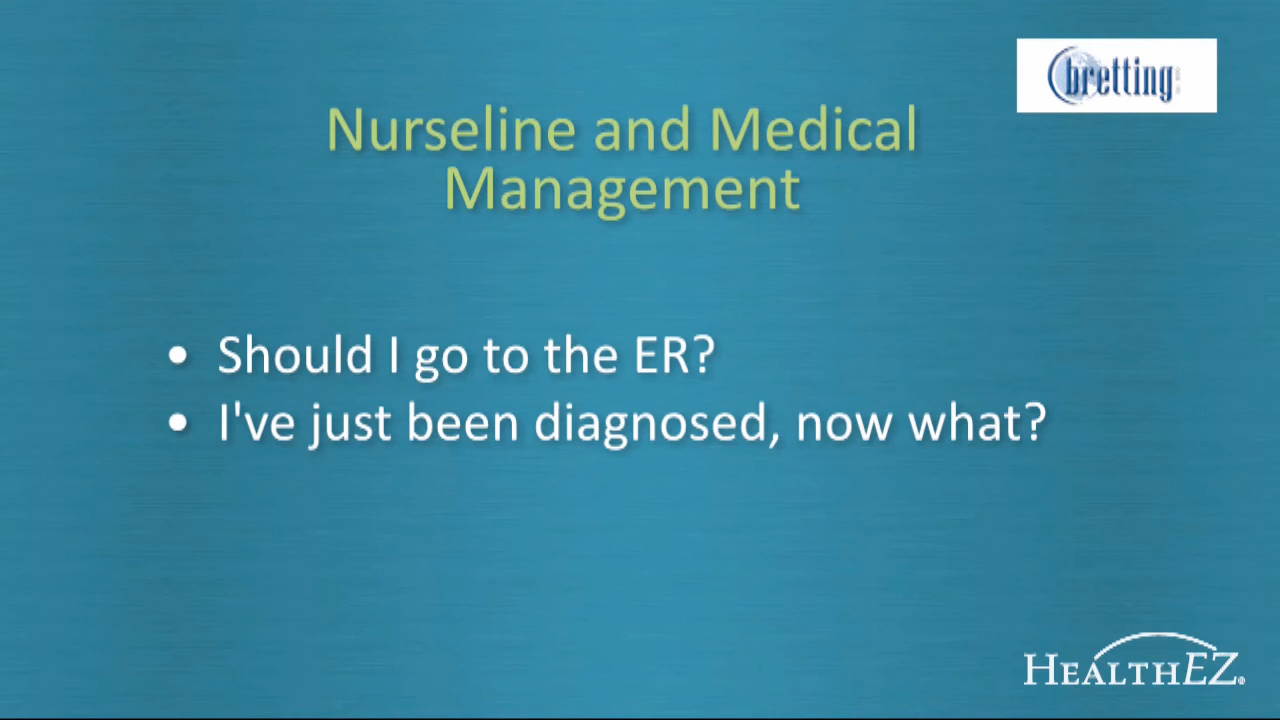 bretting
Nurseline and Medical
Management
• Should I go to the ER?
• I've just been diagnosed, now what?
HEALTHEZ®